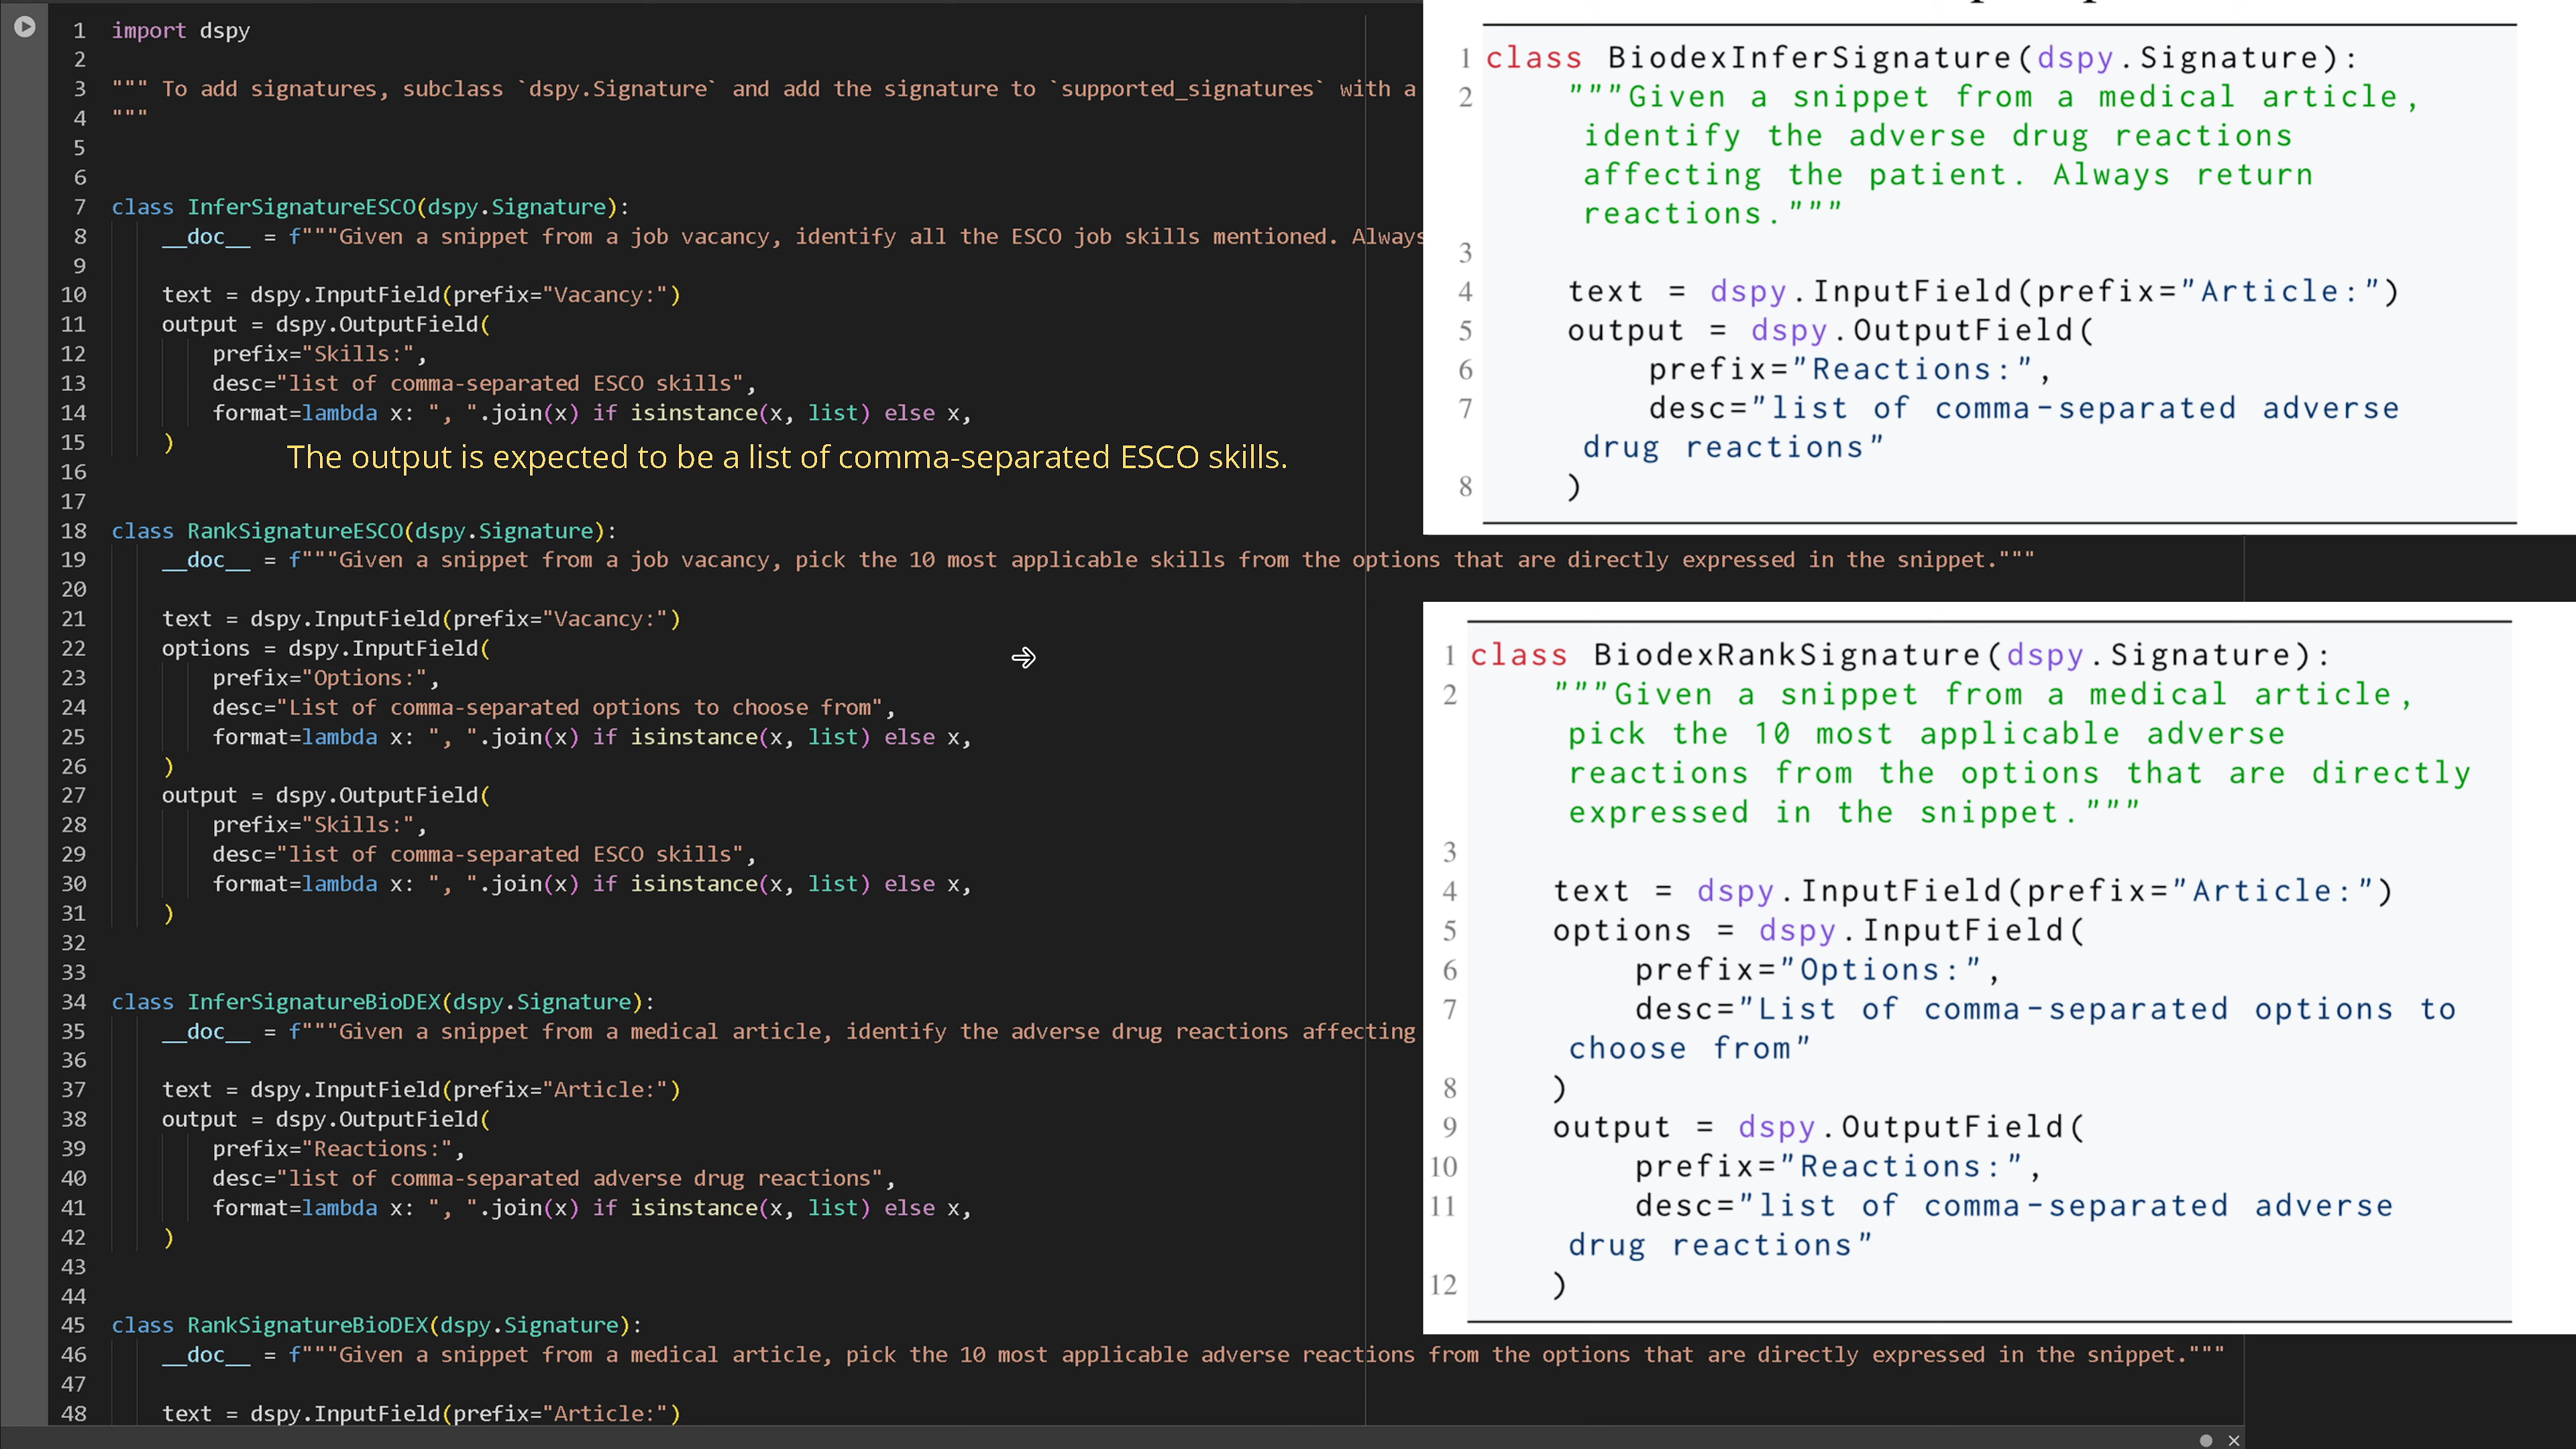 1 import dspy
2
3 """ To add signatures, subclass `dspy.Signature` and add the signature to `supported_signatures` with a
4 """
5
6
7 class InferSignatureESCO(dspy.Signature):
8     __doc__ = f"""Given a snippet from a job vacancy, identify all the ESCO job skills mentioned. Always
9
10     text = dspy.InputField(prefix="Vacancy:")
11     output = dspy.OutputField(
12         prefix="Skills:",
13         desc="list of comma-separated ESCO skills",
14         format=lambda x: ", ".join(x) if isinstance(x, list) else x,
15     )
The output is expected to be a list of comma-separated ESCO skills.
16
17
18 class RankSignatureESCO(dspy.Signature):
19     __doc__ = f"""Given a snippet from a job vacancy, pick the 10 most applicable skills from the options that are directly expressed in the snippet."""
20
21     text = dspy.InputField(prefix="Vacancy:")
22     options = dspy.InputField(
23         prefix="Options:",
24         desc="List of comma-separated options to choose from",
25         format=lambda x: ", ".join(x) if isinstance(x, list) else x,
26     )
27     output = dspy.OutputField(
28         prefix="Skills:",
29         desc="list of comma-separated ESCO skills",
30         format=lambda x: ", ".join(x) if isinstance(x, list) else x,
31     )
32
33
34 class InferSignatureBioDEX(dspy.Signature):
35     __doc__ = f"""Given a snippet from a medical article, identify the adverse drug reactions affecting
36
37     text = dspy.InputField(prefix="Article:")
38     output = dspy.OutputField(
39         prefix="Reactions:",
40         desc="list of comma-separated adverse drug reactions",
41         format=lambda x: ", ".join(x) if isinstance(x, list) else x,
42     )
43
44
45 class RankSignatureBioDEX(dspy.Signature):
46     __doc__ = f"""Given a snippet from a medical article, pick the 10 most applicable adverse reactions from the options that are directly expressed in the snippet."""
47
48     text = dspy.InputField(prefix="Article:")
1 class BiodexInferSignature(dspy.Signature):
2     """Given a snippet from a medical article,
identify the adverse drug reactions
affecting the patient. Always return
reactions."""
3
4     text = dspy.InputField(prefix="Article:")
5     output = dspy.OutputField(
6         prefix="Reactions:",
7         desc="list of comma-separated adverse
drug reactions"
8     )
1 class BiodexRankSignature(dspy.Signature):
2     """Given a snippet from a medical article,
pick the 10 most applicable adverse
reactions from the options that are directly
expressed in the snippet."""
3
4     text = dspy.InputField(prefix="Article:")
5     options = dspy.InputField(
6         prefix="Options:",
7         desc="List of comma-separated options to
choose from"
8     )
9     output = dspy.OutputField(
10         prefix="Reactions:",
11         desc="list of comma-separated adverse
drug reactions"
12     )